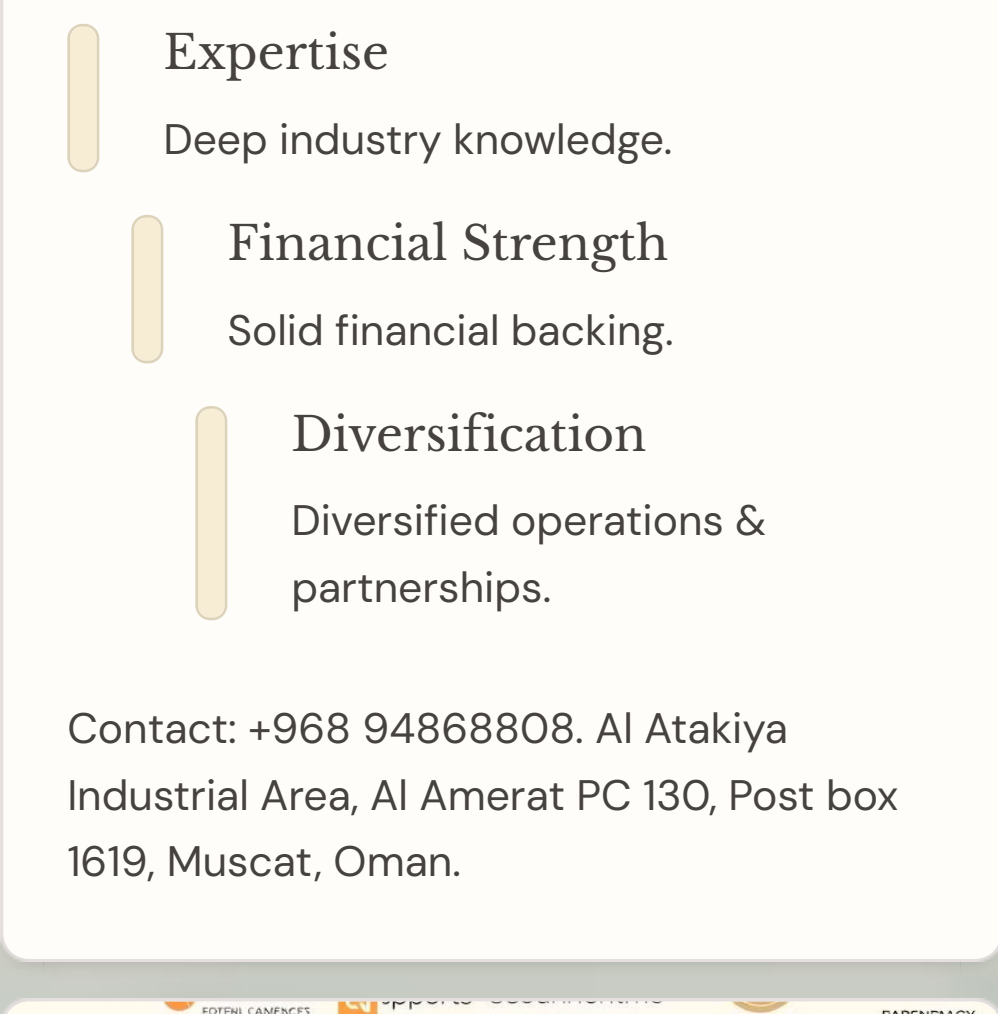 Expertise
Deep industry knowledge.
Financial Strength
Solid financial backing.
Diversification
Diversified operations &
partnerships.
Contact: +968 94868808. Al Atakiya
Industrial Area, Al Amerat PC 130, Post box
1619, Muscat, Oman.